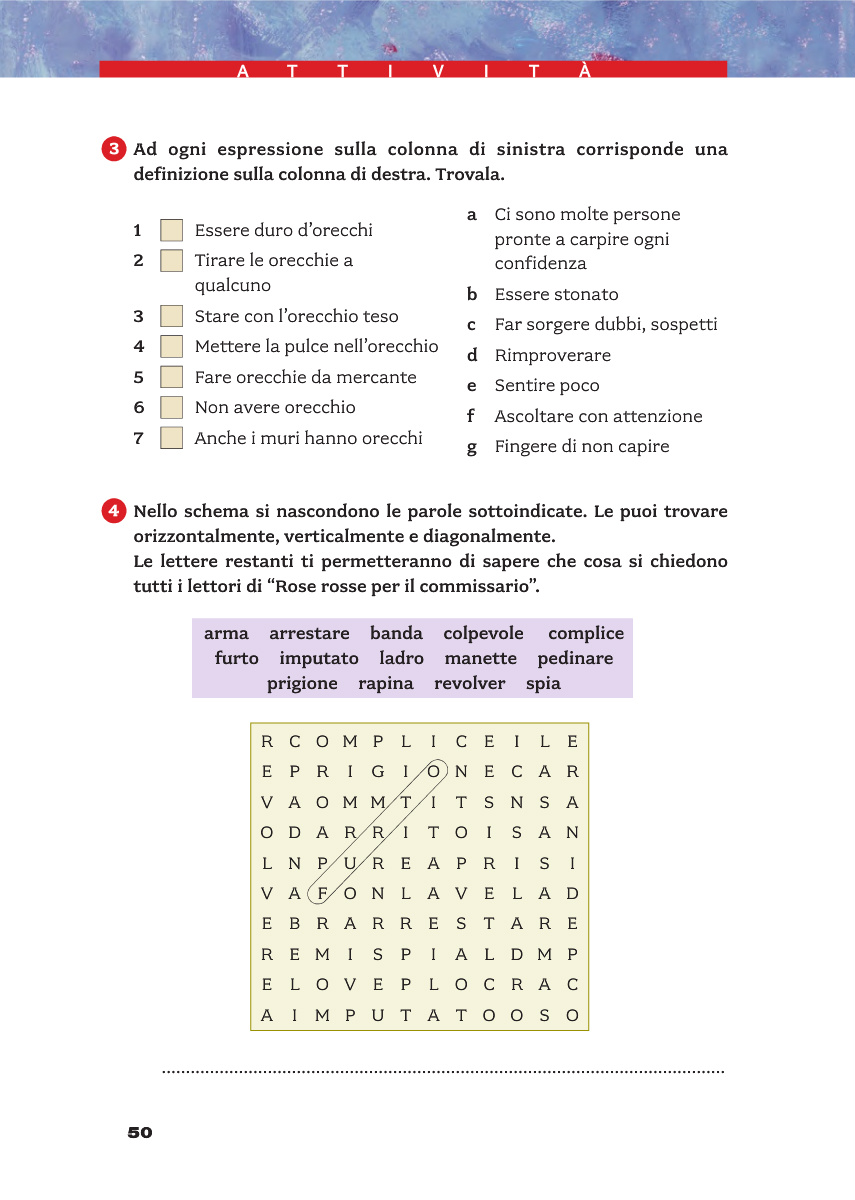 A T T I V I T À
3 Ad ogni espressione sulla colonna di sinistra corrisponde una
definizione sulla colonna di destra. Trovala.
1 Essere duro d’orecchi
2 Tirare le orecchie a
qualcuno
3 Stare con l’orecchio teso
4 Mettere la pulce nell’orecchio
5 Fare orecchie da mercante
6 Non avere orecchio
7 Anche i muri hanno orecchi
a Ci sono molte persone
pronte a carpire ogni
confidenza
b Essere stonato
c Far sorgere dubbi, sospetti
d Rimproverare
e Sentire poco
f Ascoltare con attenzione
g Fingere di non capire
4 Nello schema si nascondono le parole sottoindicate. Le puoi trovare
orizzontalmente, verticalmente e diagonalmente.
Le lettere restanti ti permetteranno di sapere che cosa si chiedono
tutti i lettori di “Rose rosse per il commissario”.
arma arrestare banda colpevole complice
furto imputato ladro manette pedinare
prigione rapina revolver spia
R C O M P L I C E I L E
E P R I G I O N E C A R
V A O M M T I T S N S A
O D A R R I T O I S A N
L N P U R E A P R I S I
V A F O N L A V E L A D
E B R A R R E S T A R E
R E M I S P I A L D M P
E L O V E P L O C R A C
A I M P U T A T O O S O
50